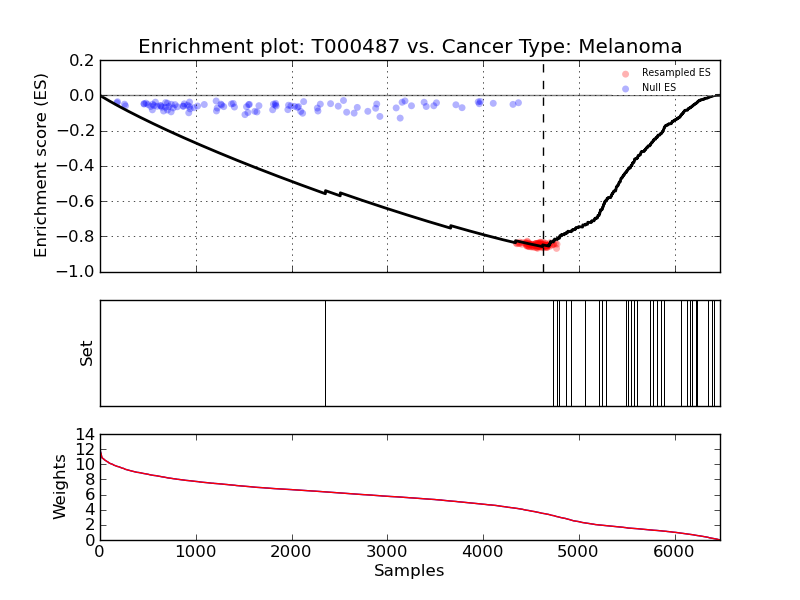 Enrichment plot: T000487 vs. Cancer Type: Melanoma
0.2
0.0
−0.2
−0.4
−0.6
−0.8
−1.0
Enrichment score (ES)
Resampled ES
Null ES
Set
14
12
10
8
6
4
2
0
Weights
0 1000 2000 3000 4000 5000 6000
Samples